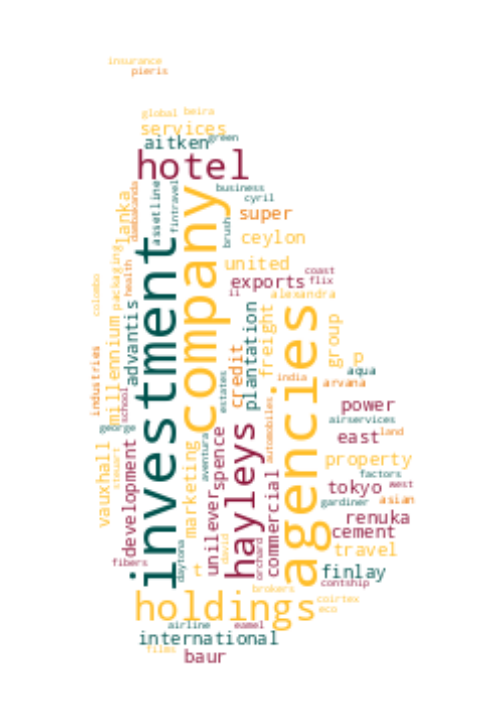 insurance
pieris
global
beira
services
green
aitken
hotel
business
cyril
assetline
fintravel
dambakanda
lanka
company
super
brush
ceylon
investment
united
packaging
health
colombo
exports
coast
flix
il
alexandra
advantis
plantation
freight
agencies
group
millennium
credit
p
aqua
industries
india
arvana
estates
school
power
automobiles
airservices
george
hayleys
spence
east
land
aventura
development
vauxhall
steuart
marketing
property
factors
commercial
unilever
tokyo
west
asian
gardiner
renuka
david
orchard
cement
daytona
travel
fibers
t
finlay
contship
brokers
holdings
coirtex
eco
airline
eamel
international
films
baur